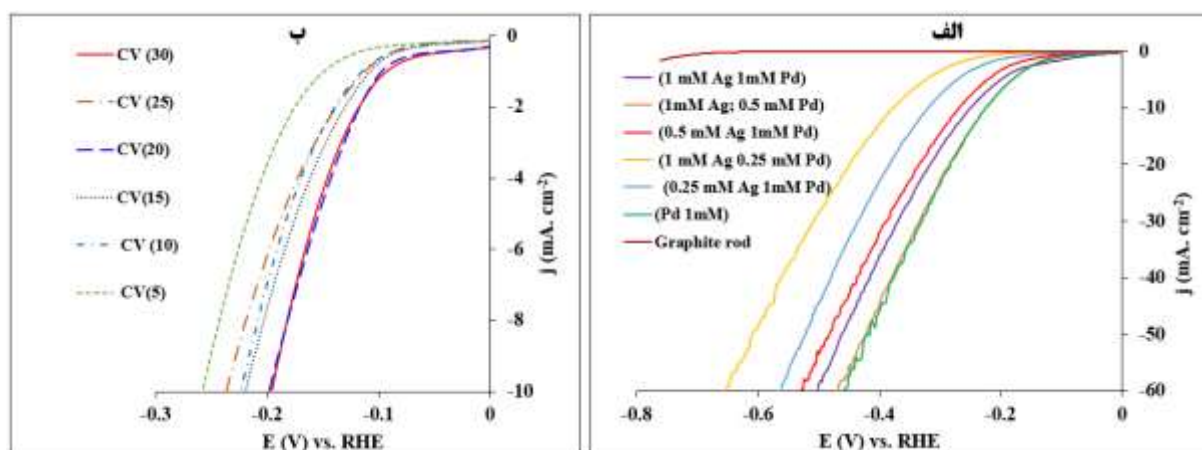 ب
CV (30)
CV (25)
CV(20)
CV(15)
CV (10)
CV(5)
0
-2
-4
-6
-8
-10
j (mA. cm-2)
-0.3
-0.2
-0.1
0
E (V) vs. RHE
الف
(1 mM Ag 1mM Pd)
(1mM Ag; 0.5 mM Pd)
(0.5 mM Ag 1mM Pd)
(1 mM Ag 0.25 mM Pd)
(0.25 mM Ag 1mM Pd)
(Pd 1mM)
Graphite rod
0
-10
-20
-30
-40
-50
-60
j (mA. cm-2)
-0.8
-0.6
-0.4
-0.2
0
E (V) vs. RHE